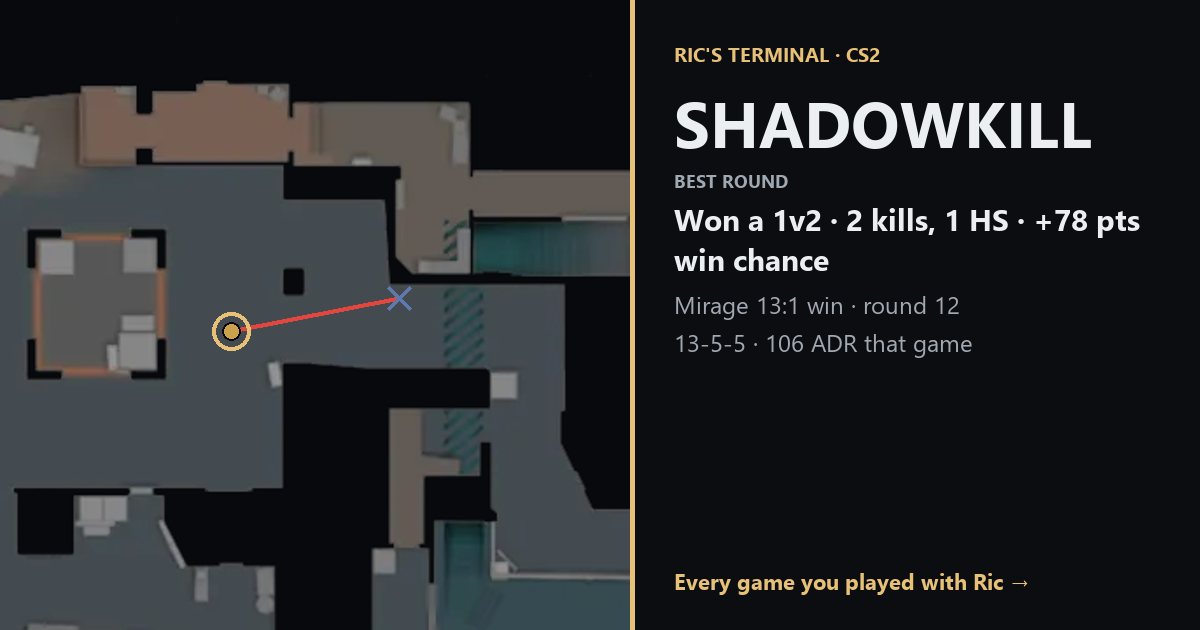 RIC'S TERMINAL · CS2
SHADOWKILL
BEST ROUND
Won a 1v2 · 2 kills, 1 HS · +78 pts
win chance
Mirage 13:1 win · round 12
13-5-5 · 106 ADR that game
Every game you played with Ric →